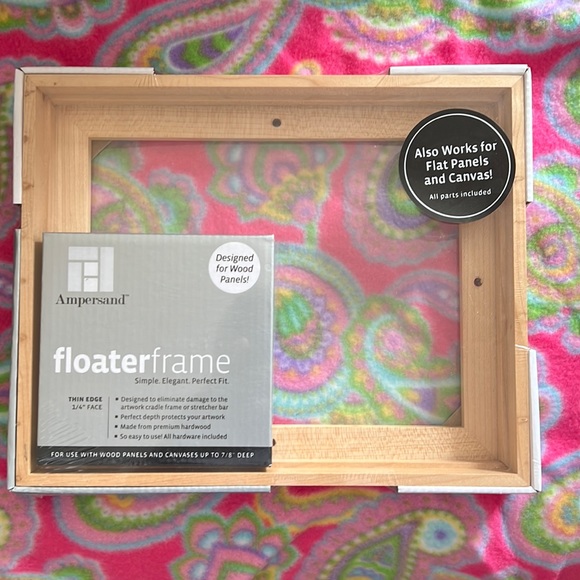 Also Works for
Flat Panels
and Canvas!
All parts included
Designed
for Wood
Panels!
Ampersand™
floaterframe
Simple. Elegant. Perfect Fit.
THIN EDGE
1/4" FACE
▪ Designed to eliminate damage to the
artwork cradle frame or stretcher bar
▪ Perfect depth protects your artwork
▪ Made from premium hardwood
▪ So easy to use! All hardware included
FOR USE WITH WOOD PANELS AND CANVASES UP TO 7/8" DEEP